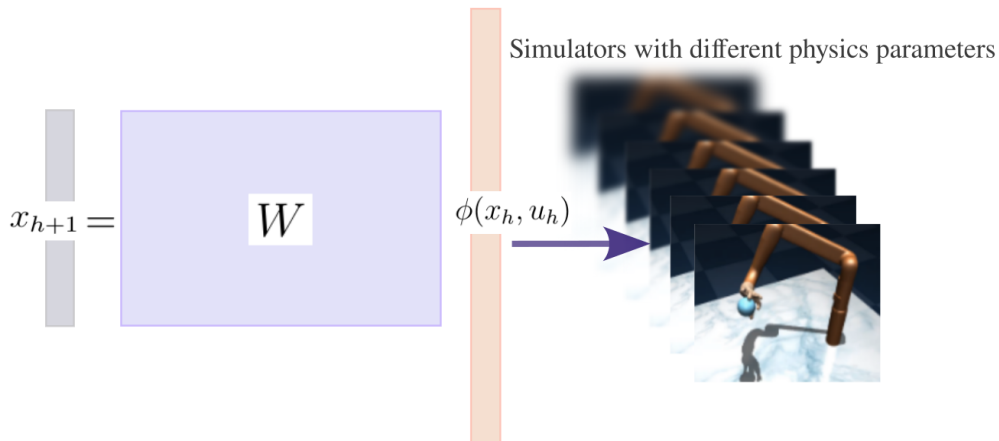 Simulators with different physics parameters
x_{h+1} =
W
ϕ(x_h, u_h)